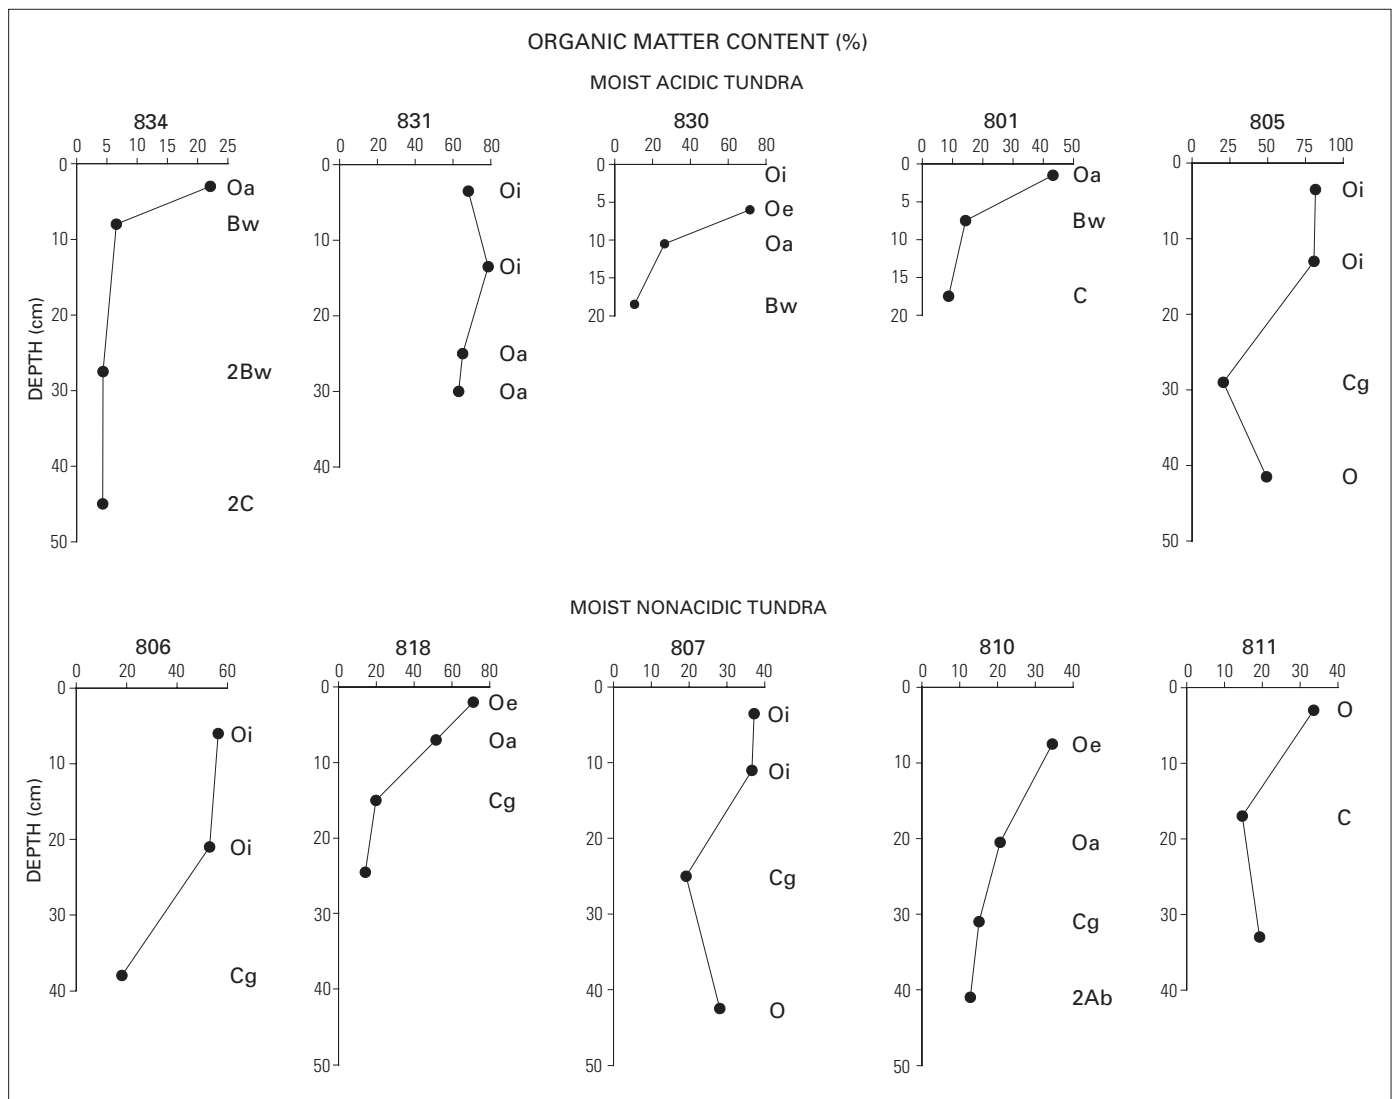 ORGANIC MATTER CONTENT (%)
MOIST ACIDIC TUNDRA
834
0 5 10 15 20 25
0
10
20
30
40
50
DEPTH (cm)
Oa
Bw
2Bw
2C
831
0 20 40 60 80
0
10
20
30
40
Oi
Oi
Oa
Oa
830
0 20 40 60 80
0
5
10
15
20
Oi
Oe
Oa
Bw
801
0 10 20 30 40 50
0
5
10
15
20
Oa
Bw
C
805
0 25 50 75 100
0
10
20
30
40
50
Oi
Oi
Cg
O
MOIST NONACIDIC TUNDRA
806
0 20 40 60
0
10
20
30
40
DEPTH (cm)
Oi
Oi
Cg
818
0 20 40 60 80
0
10
20
30
40
50
Oe
Oa
Cg
807
0 10 20 30 40
0
10
20
30
40
50
Oi
Oi
Cg
O
810
0 10 20 30 40
0
10
20
30
40
50
Oe
Oa
Cg
2Ab
811
0 10 20 30 40
0
10
20
30
40
O
C